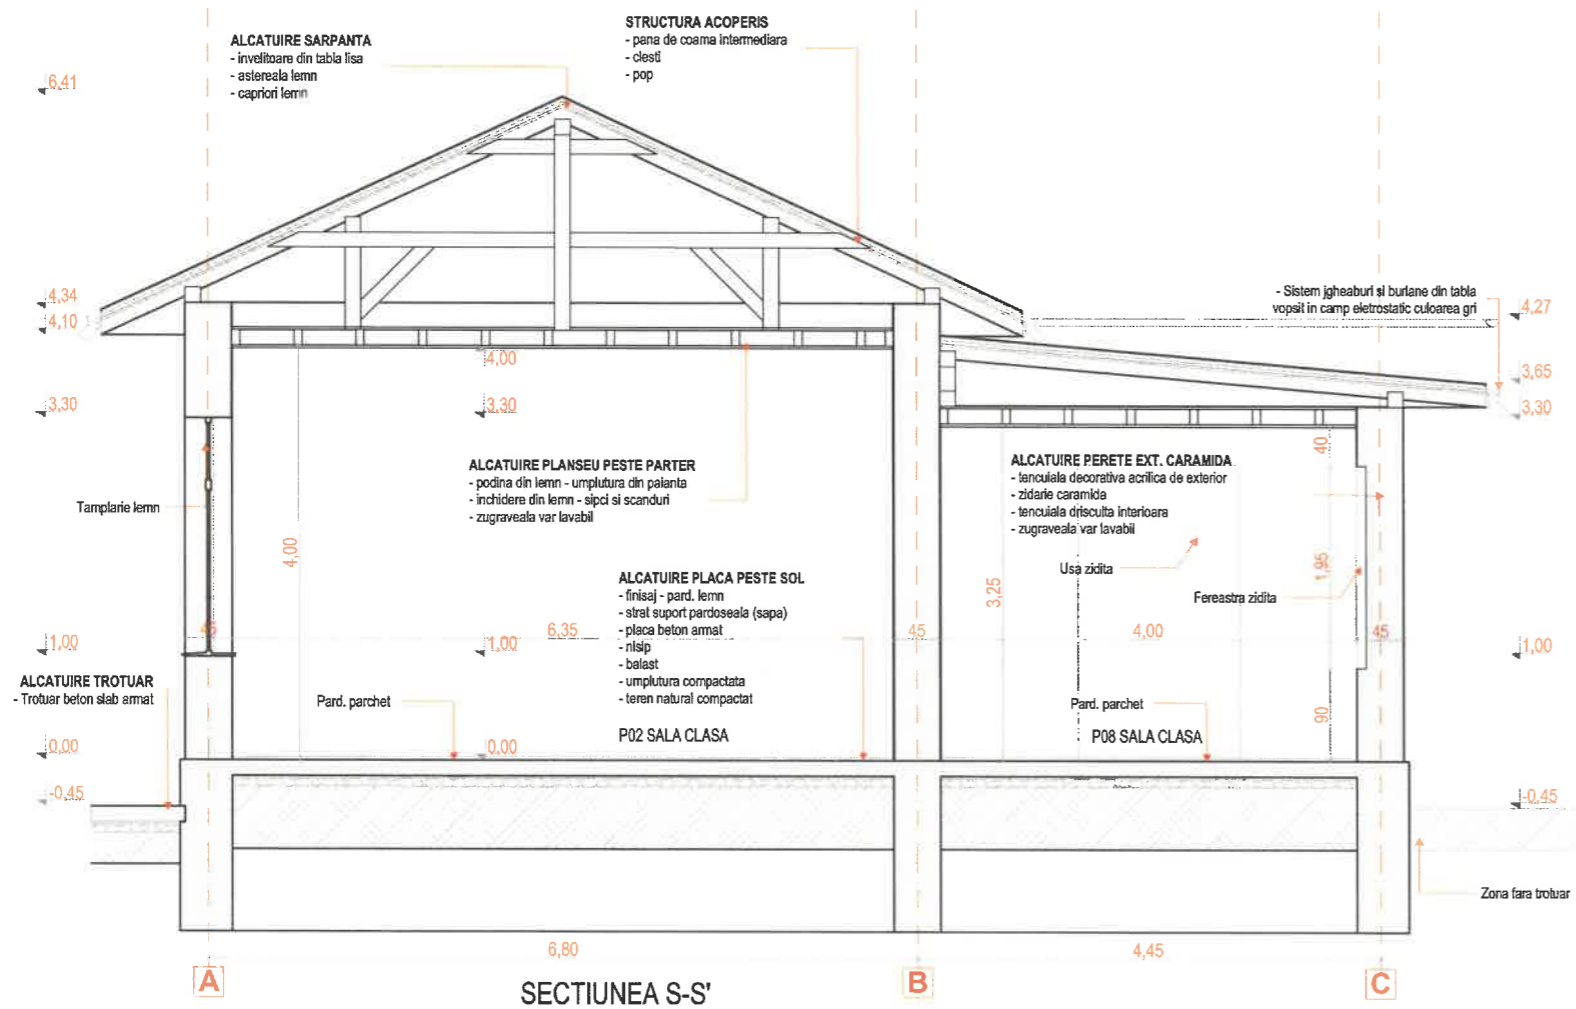 STRUCTURA ACOPERIS
- pana de coama intermediara
- clesti
- pop
ALCATUIRE SARPANTA
- invelitoare din tabla lisa
- astereala lemn
- capriori lemn
6,41
4,34
4,10
3,30
1,00
0,00
-0,45
- Sistem jgheaburi si burlane din tabla
vopsit in camp eletrostatic culoarea gri
4,27
3,65
3,30
1,00
-0,45
4,00
3,30
1,00
0,00
ALCATUIRE PLANSEU PESTE PARTER
- podina din lemn - umplutura din paianta
- inchidere din lemn - sipci si scanduri
- zugraveala var lavabil
ALCATUIRE PERETE EXT. CARAMIDA
- tencuiala decorativa acrilica de exterior
- zidarie caramida
- tencuiala driscuita interioara
- zugraveala var lavabil
Tamplarie lemn
4,00
3,25
40
1,95
90
Usa zidita
Fereastra zidita
ALCATUIRE PLACA PESTE SOL
- finisaj - pard. lemn
- strat suport pardoseala (sapa)
- placa beton armat
- nisip
- balast
- umplutura compactata
- teren natural compactat
45
6,35
45
4,00
45
ALCATUIRE TROTUAR
- Trotuar beton slab armat
Pard. parchet
P02 SALA CLASA
Pard. parchet
P08 SALA CLASA
Zona fara trotuar
6,80
4,45
A
B
C
SECTIUNEA S-S'